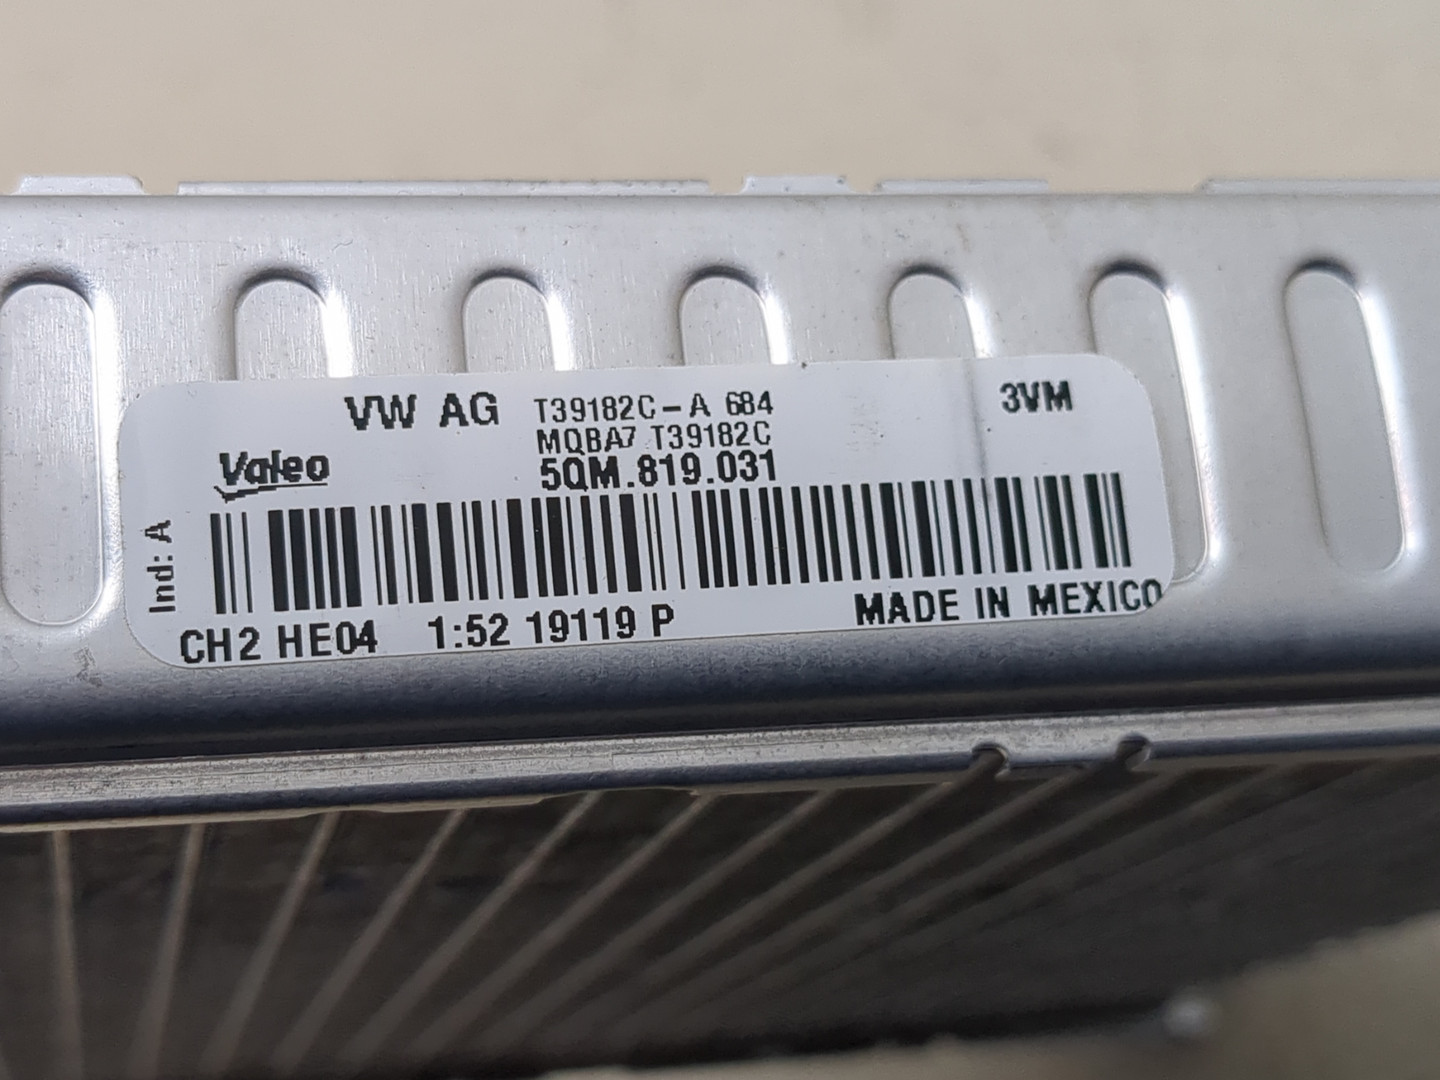 VW AG T39182C-A 684 3VM
MQBA7 T39182C
Valeo 5QM.819.031
Ind: A
CH2 HE04 1:52 19119 P MADE IN MEXICO